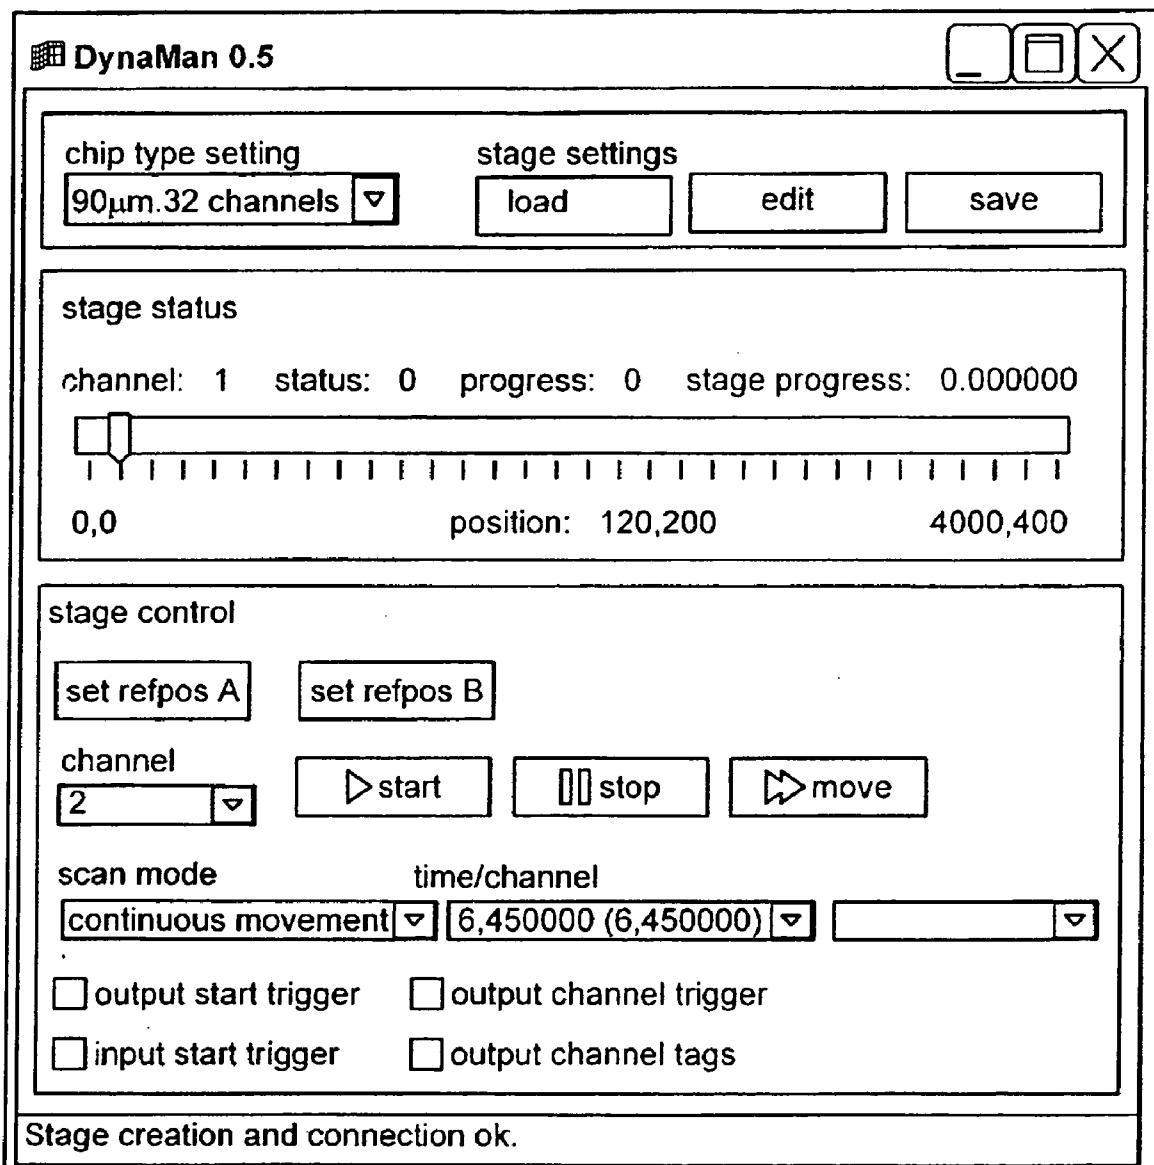 DynaMan 0.5
chip type setting stage settings
90μm.32 channels load edit save
stage status
channel: 1 status: 0 progress: 0 stage progress: 0.000000
0,0 position: 120,200 4000,400
stage control
set refpos A set refpos B
channel
2 start stop move
scan mode time/channel
continuous movement 6,450000 (6,450000)
output start trigger output channel trigger
input start trigger output channel tags
Stage creation and connection ok.